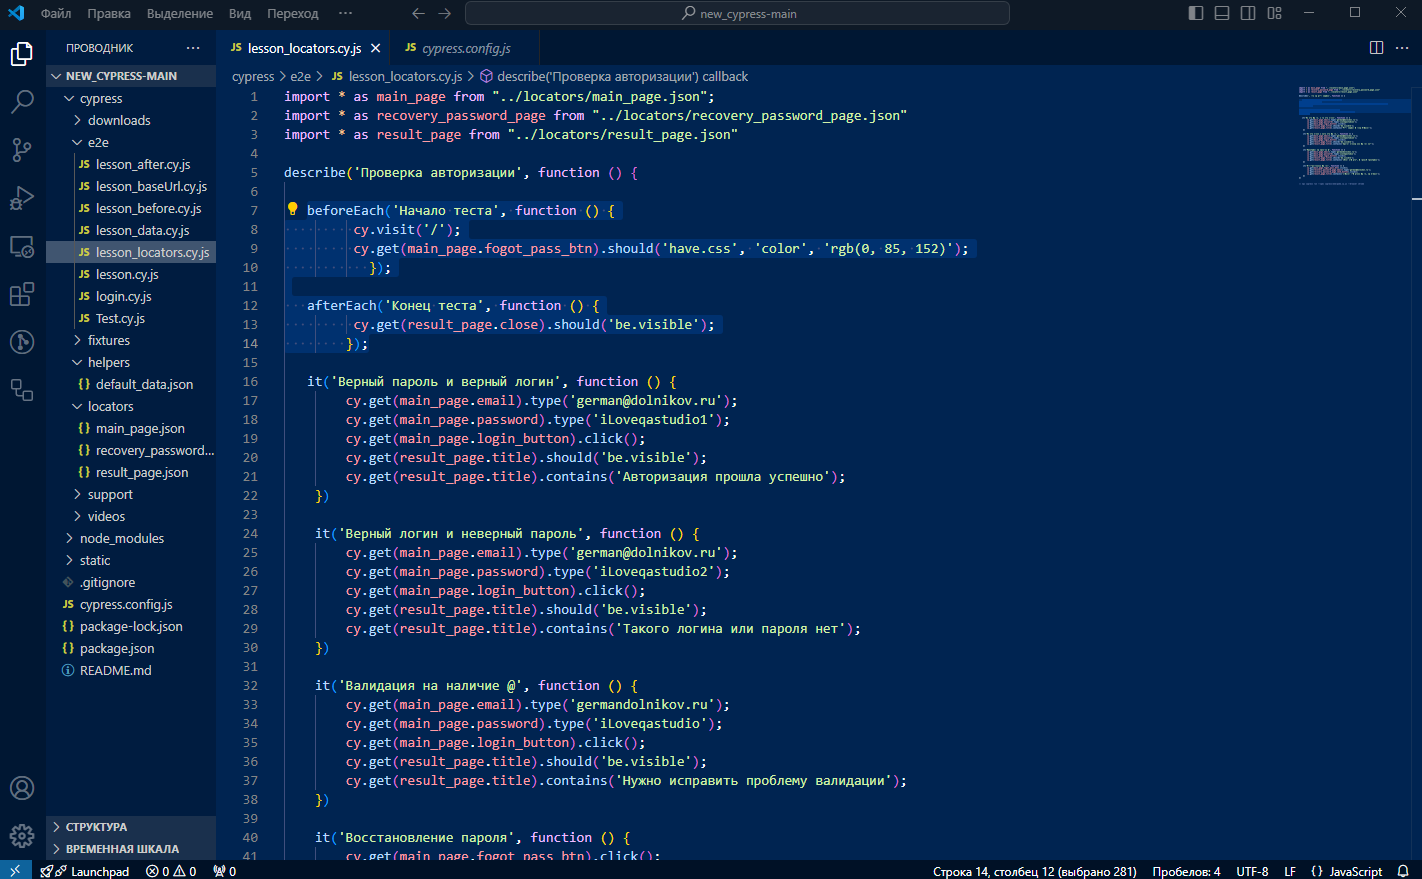 Файл Правка Выделение Вид Переход ··· new_cypress-main
ПРОВОДНИК ···
NEW_CYPRESS-MAIN
cypress
downloads
e2e
JS lesson_after.cy.js
JS lesson_baseUrl.cy.js
JS lesson_before.cy.js
JS lesson_data.cy.js
JS lesson_locators.cy.js
JS lesson.cy.js
JS login.cy.js
JS Test.cy.js
fixtures
helpers
{} default_data.json
locators
{} main_page.json
{} recovery_password...
{} result_page.json
support
videos
node_modules
static
.gitignore
JS cypress.config.js
{} package-lock.json
{} package.json
README.md
СТРУКТУРА
ВРЕМЕННАЯ ШКАЛА
JS lesson_locators.cy.js JS cypress.config.js
cypress > e2e > JS lesson_locators.cy.js > describe('Проверка авторизации') callback
1 import * as main_page from "../locators/main_page.json";
2 import * as recovery_password_page from "../locators/recovery_password_page.json"
3 import * as result_page from "../locators/result_page.json"
4
5 describe('Проверка авторизации', function () {
6
7 beforeEach('Начало теста', function () {
8 cy.visit('/');
9 cy.get(main_page.fogot_pass_btn).should('have.css', 'color', 'rgb(0, 85, 152)');
10 });
11
12 afterEach('Конец теста', function () {
13 cy.get(result_page.close).should('be.visible');
14 });
15
16 it('Верный пароль и верный логин', function () {
17 cy.get(main_page.email).type('german@dolnikov.ru');
18 cy.get(main_page.password).type('iLoveqastudio1');
19 cy.get(main_page.login_button).click();
20 cy.get(result_page.title).should('be.visible');
21 cy.get(result_page.title).contains('Авторизация прошла успешно');
22 })
23
24 it('Верный логин и неверный пароль', function () {
25 cy.get(main_page.email).type('german@dolnikov.ru');
26 cy.get(main_page.password).type('iLoveqastudio2');
27 cy.get(main_page.login_button).click();
28 cy.get(result_page.title).should('be.visible');
29 cy.get(result_page.title).contains('Такого логина или пароля нет');
30 })
31
32 it('Валидация на наличие @', function () {
33 cy.get(main_page.email).type('germandolnikov.ru');
34 cy.get(main_page.password).type('iLoveqastudio');
35 cy.get(main_page.login_button).click();
36 cy.get(result_page.title).should('be.visible');
37 cy.get(result_page.title).contains('Нужно исправить проблему валидации');
38 })
39
40 it('Восстановление пароля', function () {
41 cy.get(main_page.fogot_pass_btn).click();
Launchpad 0 0 0 Строка 14, столбец 12 (выбрано 281) Пробелов: 4 UTF-8 LF {} JavaScript